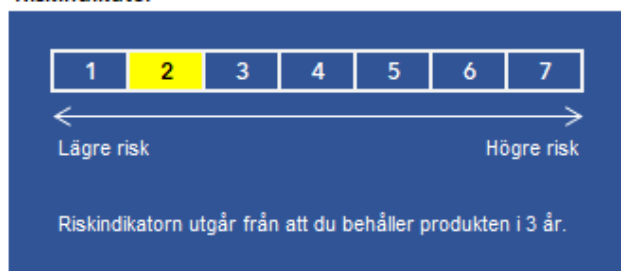 1 2 3 4 5 6 7
Lägre risk Högre risk
Riskindikatorn utgår från att du behåller produkten i 3 år.